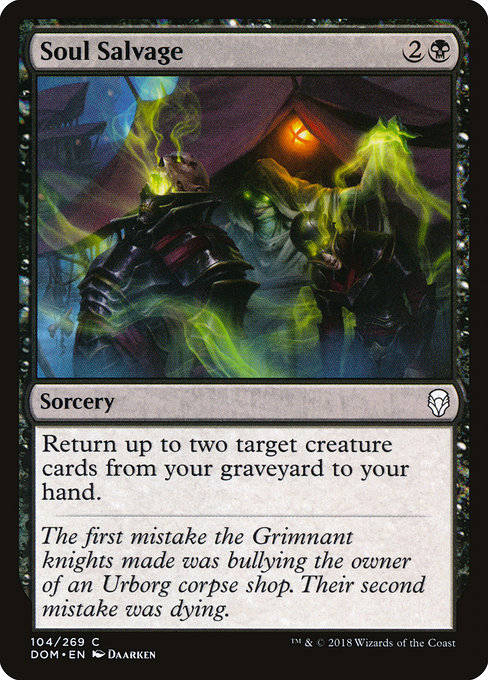 Soul Salvage 2
Sorcery
Return up to two target creature
cards from your graveyard to your
hand.
The first mistake the Grimnant
knights made was bullying the owner
of an Urborg corpse shop. Their second
mistake was dying.
104/269 C
DOM • EN Daarken
™ & © 2018 Wizards of the Coast